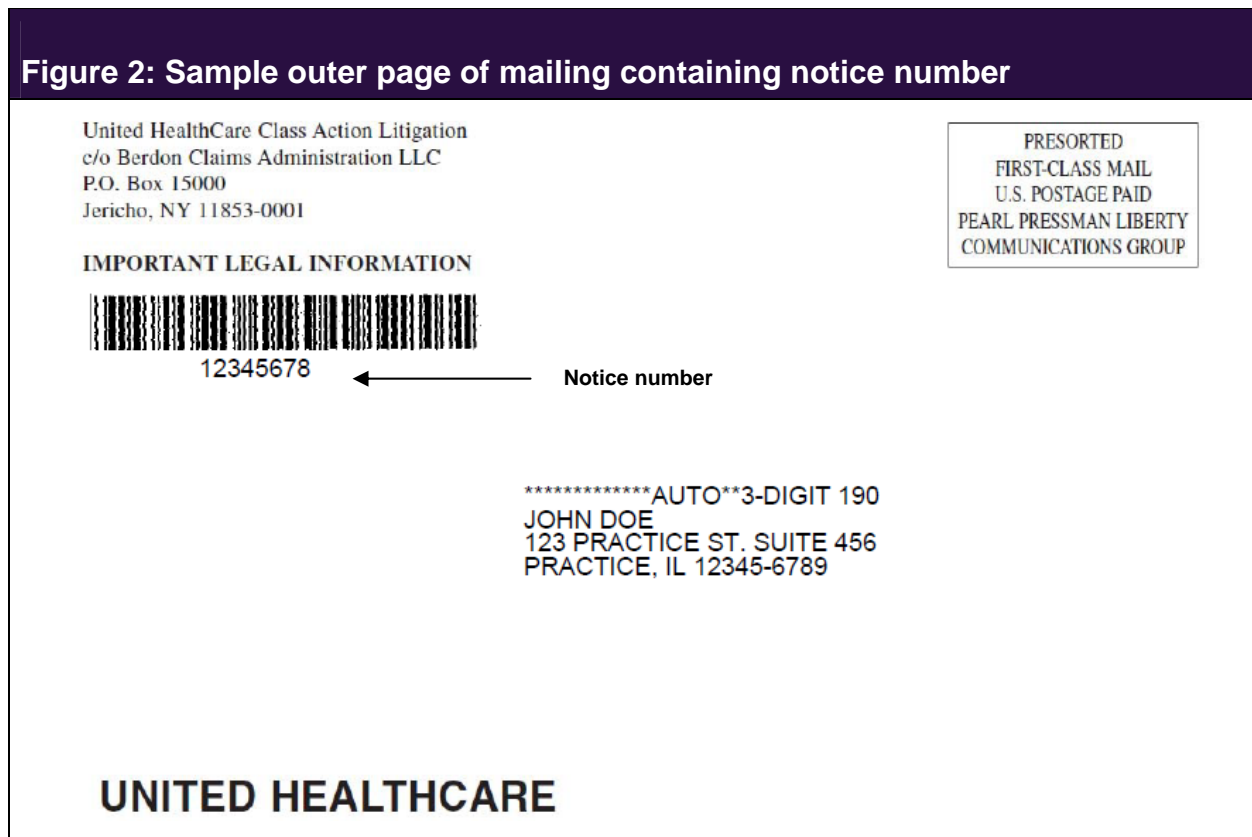 Figure 2: Sample outer page of mailing containing notice number
United HealthCare Class Action Litigation
c/o Berdon Claims Administration LLC
P.O. Box 15000
Jericho, NY 11853-0001
IMPORTANT LEGAL INFORMATION
PRESORTED
FIRST-CLASS MAIL
U.S. POSTAGE PAID
PEARL PRESSMAN LIBERTY
COMMUNICATIONS GROUP
12345678
Notice number
*************AUTO**3-DIGIT 190
JOHN DOE
123 PRACTICE ST. SUITE 456
PRACTICE, IL 12345-6789
UNITED HEALTHCARE